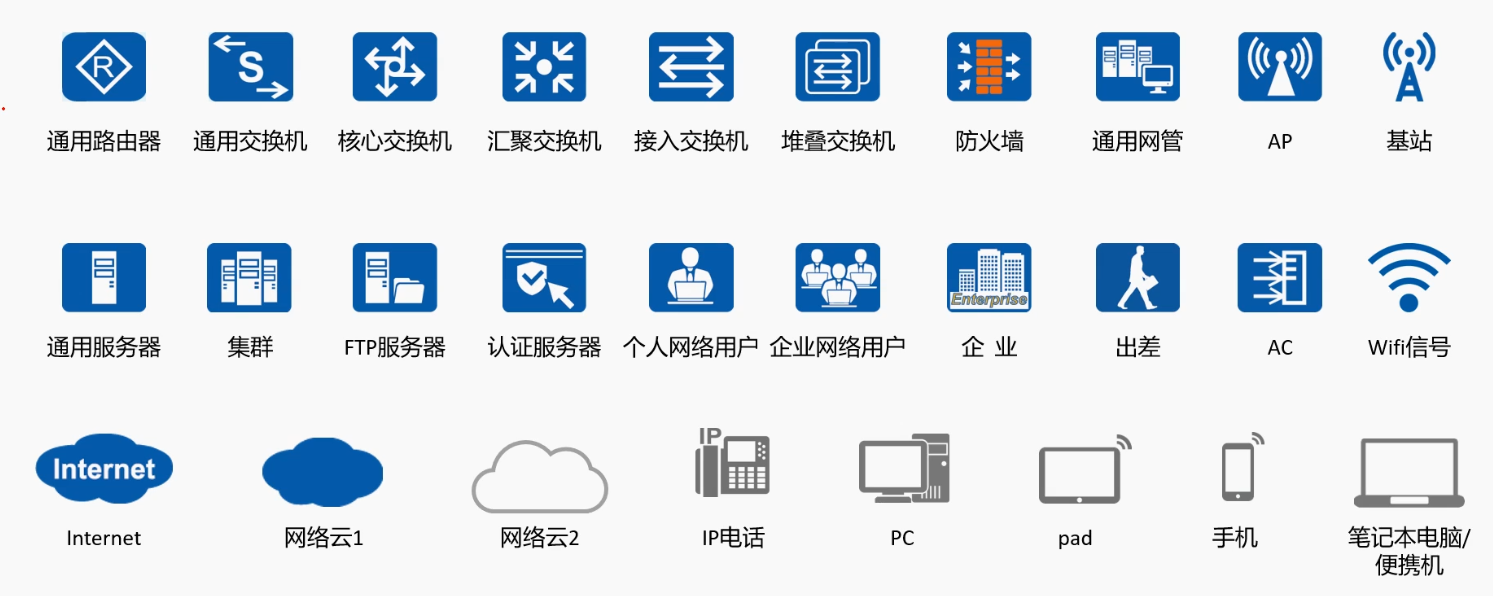 R
S
通用路由器
通用交换机
核心交换机
汇聚交换机
接入交换机
堆叠交换机
防火墙
通用网管
AP
基站
Enterprise
通用服务器
集群
FTP服务器
认证服务器
个人网络用户
企业网络用户
企 业
出差
AC
Wifi信号
Internet
IP
Internet
网络云1
网络云2
IP电话
PC
pad
手机
笔记本电脑/
便携机